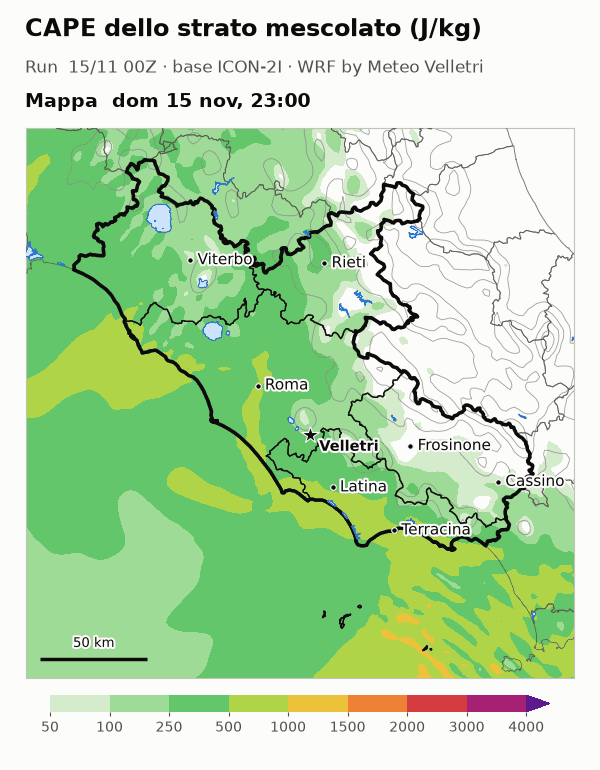 CAPE dello strato mescolato (J/kg)
Run  15/11 00Z · base ICON-2I · WRF by Meteo Velletri
Mappa  dom 15 nov, 23:00
Viterbo
Rieti
Roma
Velletri
Frosinone
Latina
Cassino
Terracina
50 km
50 100 250 500 1000 1500 2000 3000 4000